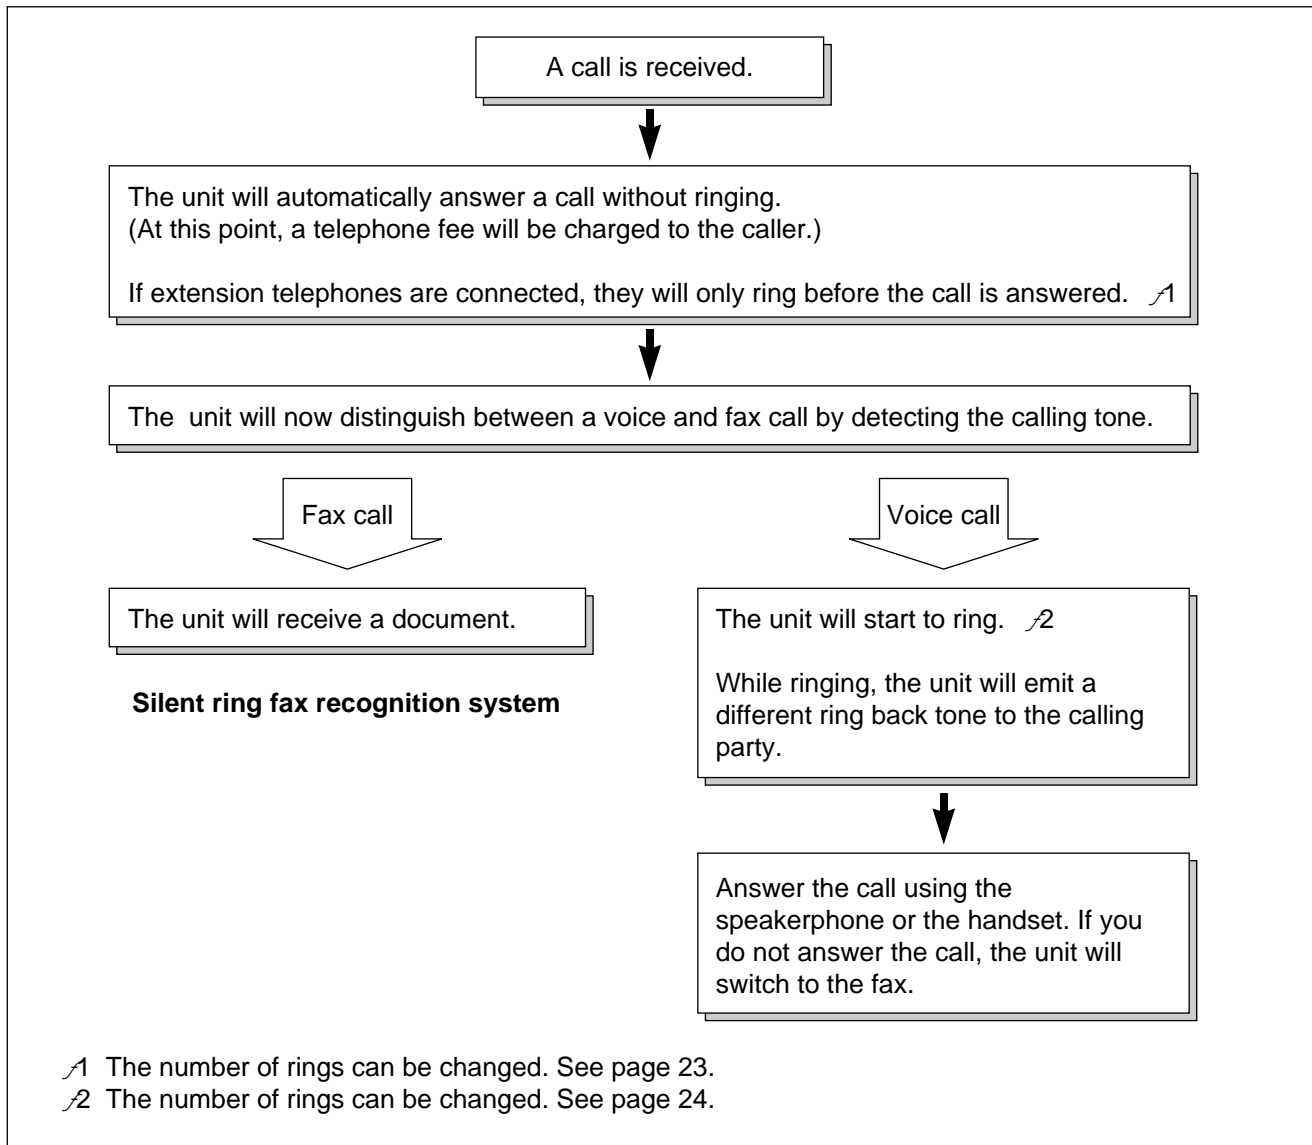 A call is received.
The unit will automatically answer a call without ringing.
(At this point, a telephone fee will be charged to the caller.)
If extension telephones are connected, they will only ring before the call is answered. ƒ1
The unit will now distinguish between a voice and fax call by detecting the calling tone.
Fax call
Voice call
The unit will receive a document.
Silent ring fax recognition system
The unit will start to ring. ƒ2
While ringing, the unit will emit a
different ring back tone to the calling
party.
Answer the call using the
speakerphone or the handset. If you
do not answer the call, the unit will
switch to the fax.
ƒ1 The number of rings can be changed. See page 23.
ƒ2 The number of rings can be changed. See page 24.